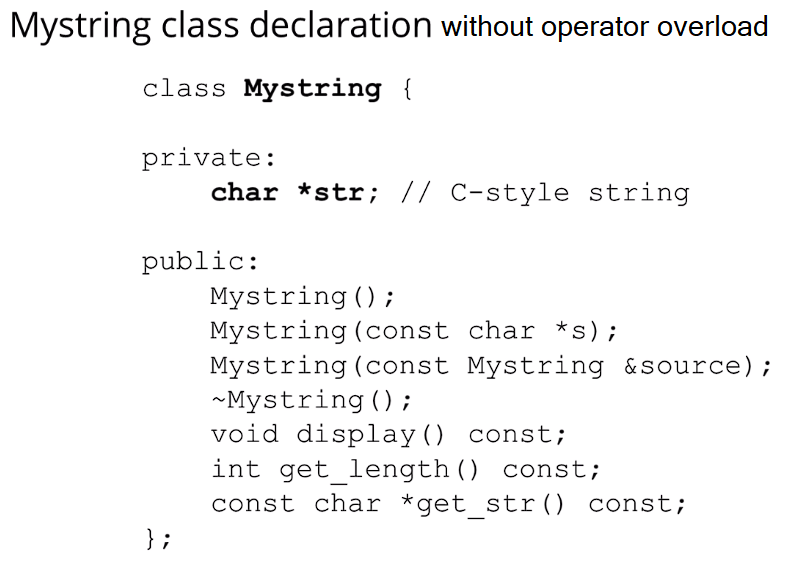 Mystring class declaration without operator overload
class Mystring {
private:
char *str; // C-style string
public:
Mystring();
Mystring(const char *s);
Mystring(const Mystring &source);
~Mystring();
void display() const;
int get_length() const;
const char *get_str() const;
};